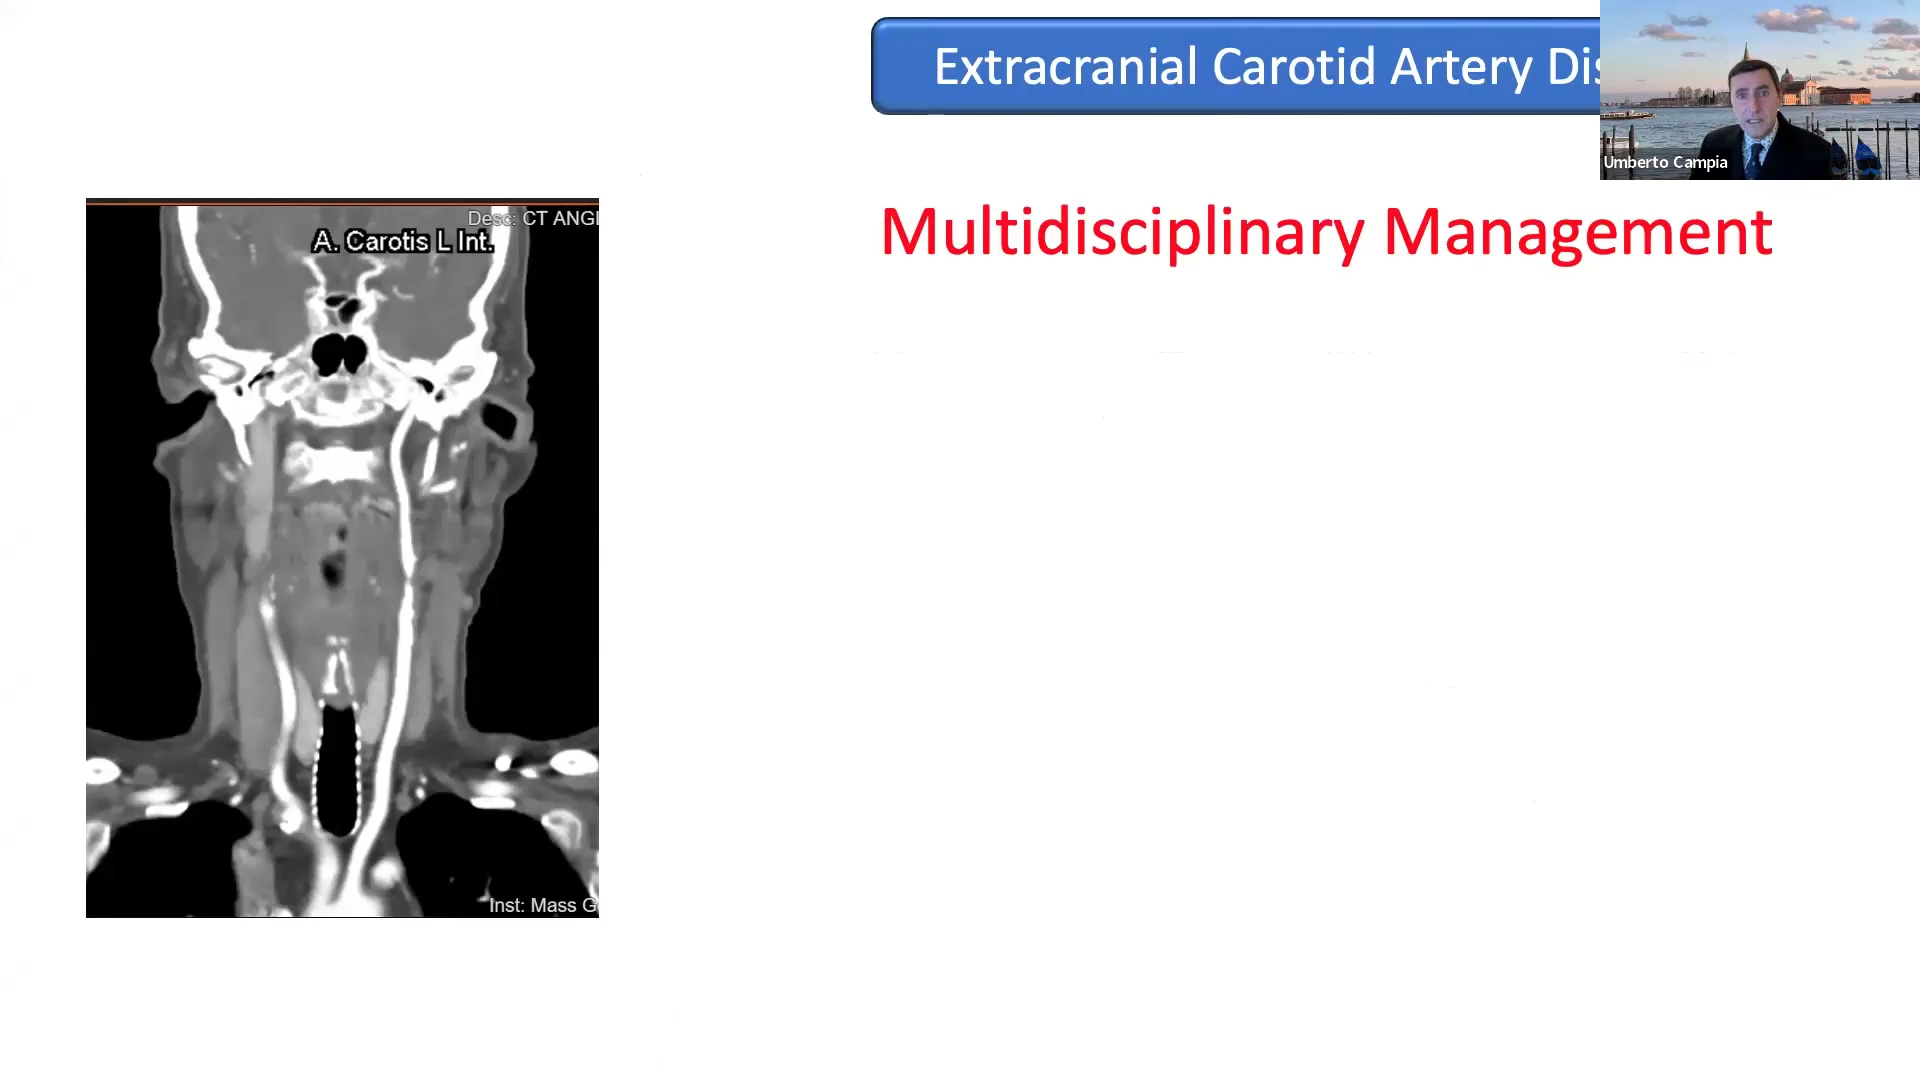 Extracranial Carotid Artery Dis
Umberto Campia
Multidisciplinary Management
Desc: CT ANGI
A. Carotis L Int.
Inst: Mass G